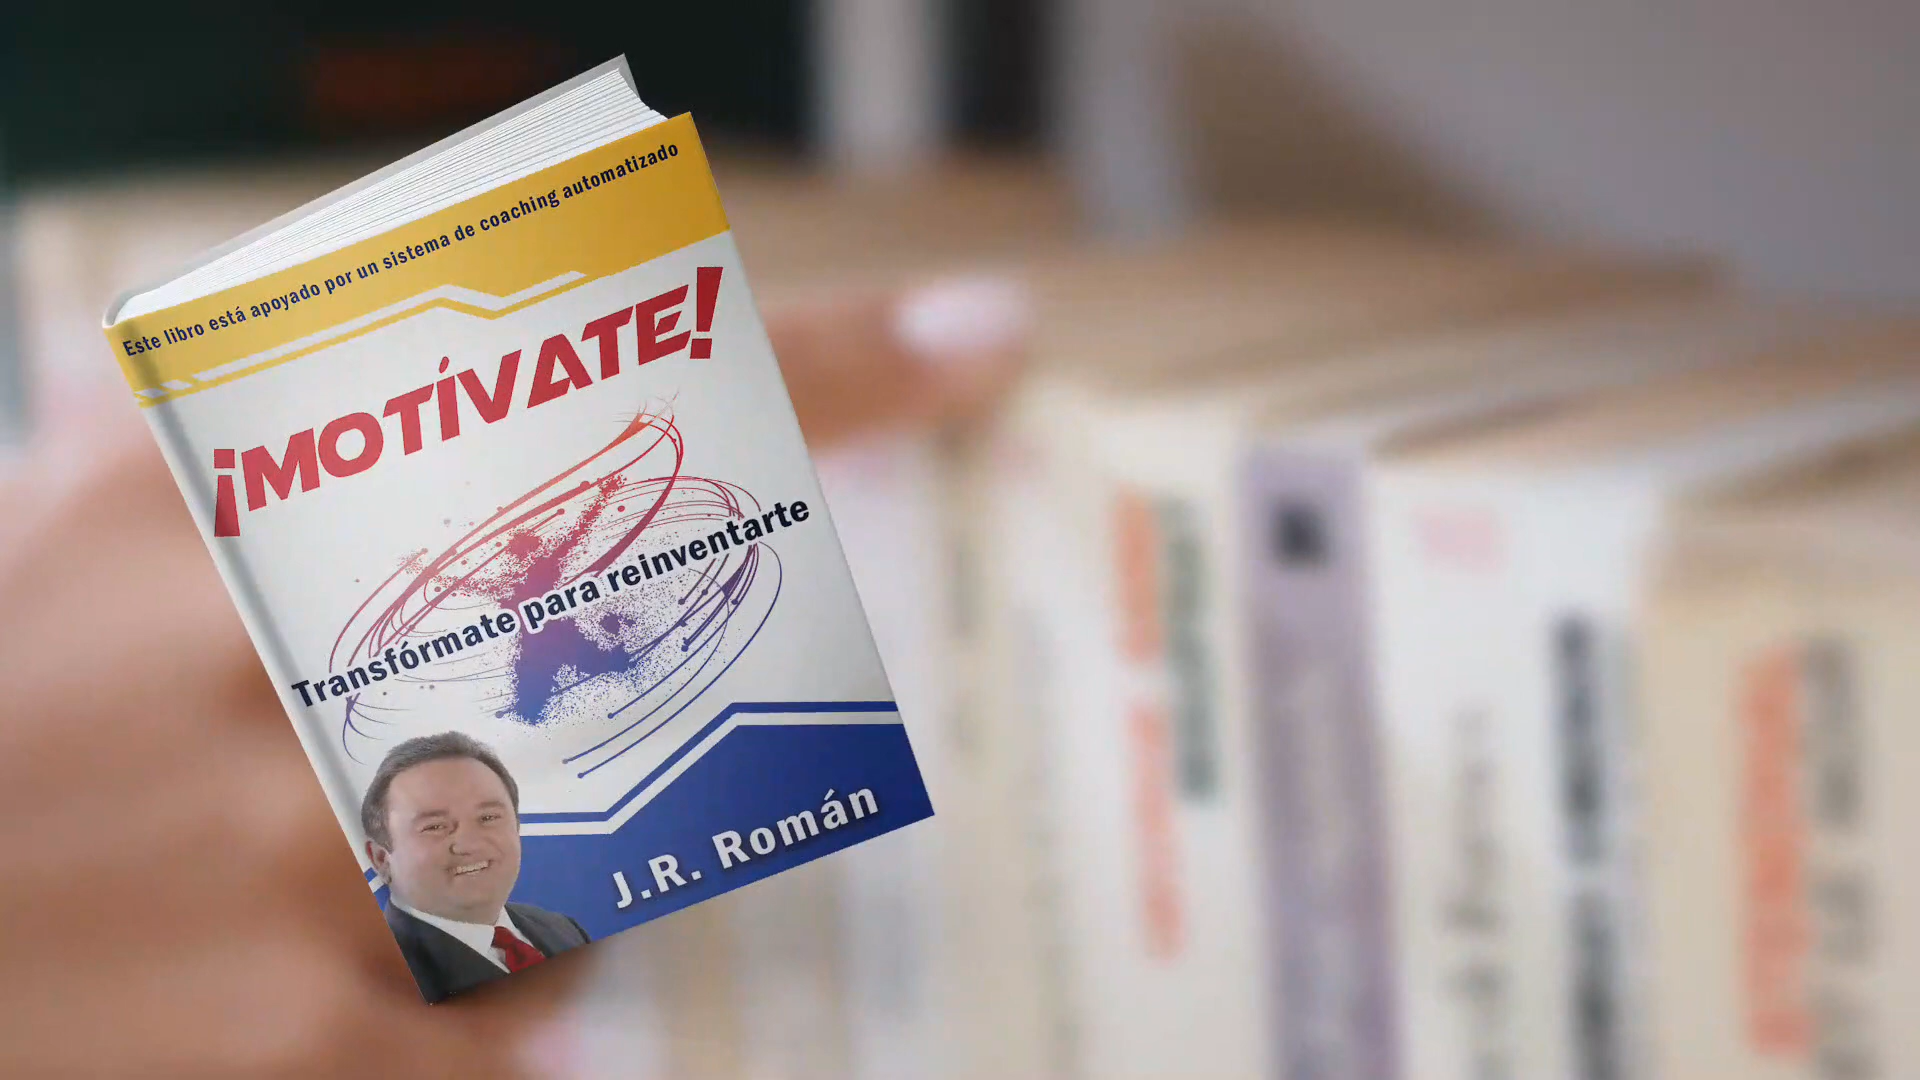 Este libro está apoyado por un sistema de coaching automatizado
¡MOTÍVATE!
Transfórmate para reinventarte
J.R. Román